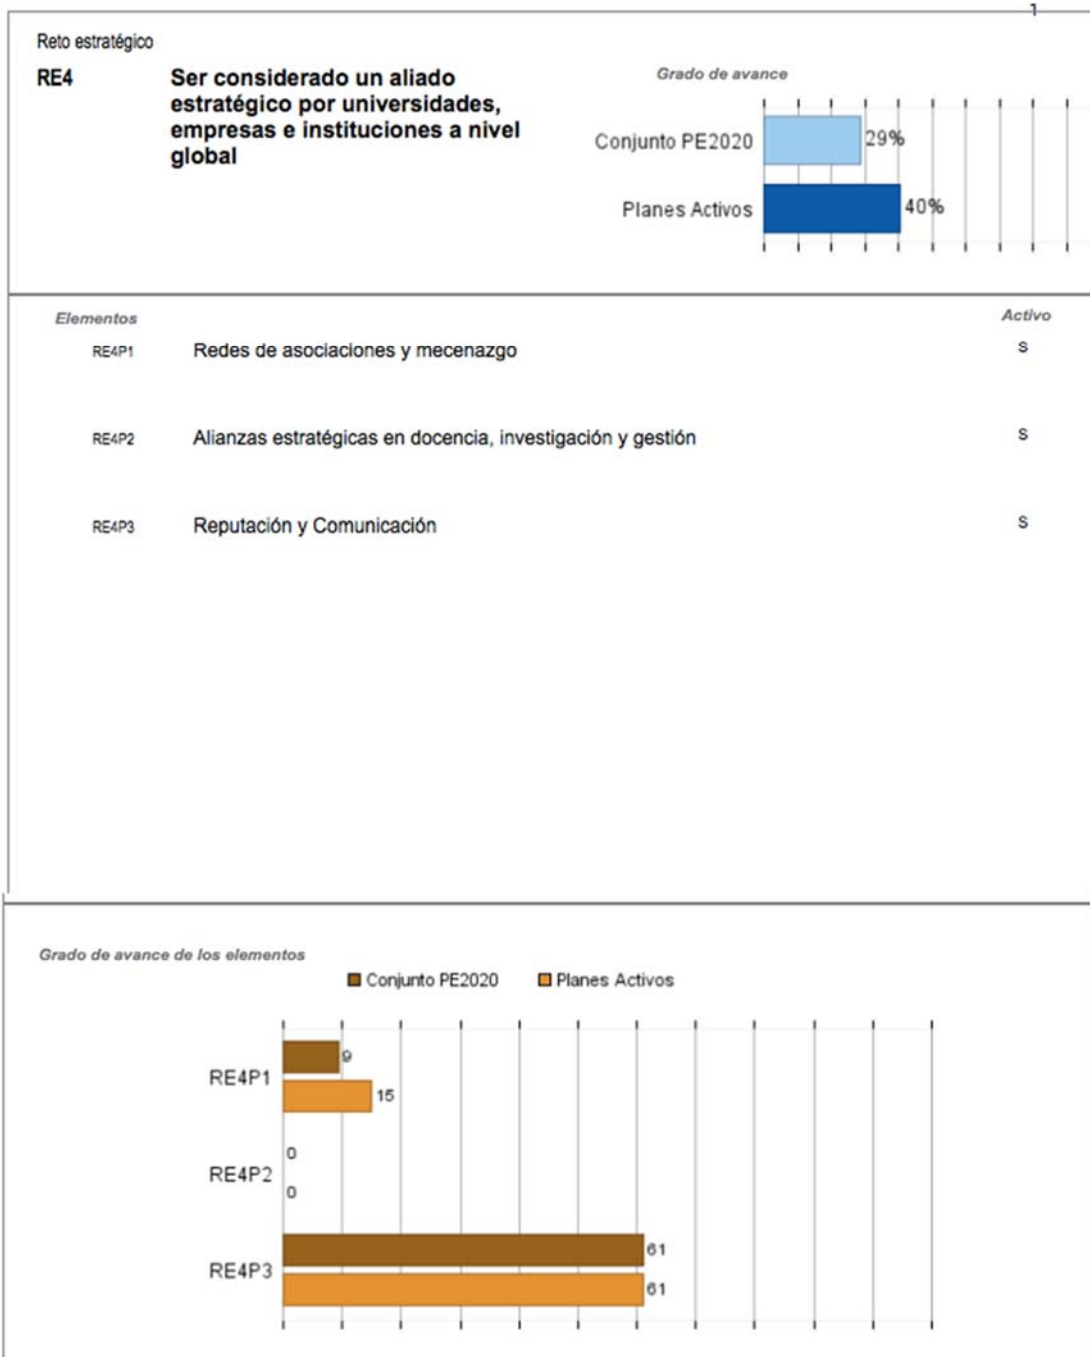 1
Reto estratégico
RE4
Ser considerado un aliado
estratégico por universidades,
empresas e instituciones a nivel
global
Grado de avance
Conjunto PE2020
29%
Planes Activos
40%
Elementos
Activo
RE4P1 Redes de asociaciones y mecenazgo S
RE4P2 Alianzas estratégicas en docencia, investigación y gestión S
RE4P3 Reputación y Comunicación S
Grado de avance de los elementos
Conjunto PE2020 Planes Activos
RE4P1
9
15
RE4P2
0
0
RE4P3
61
61